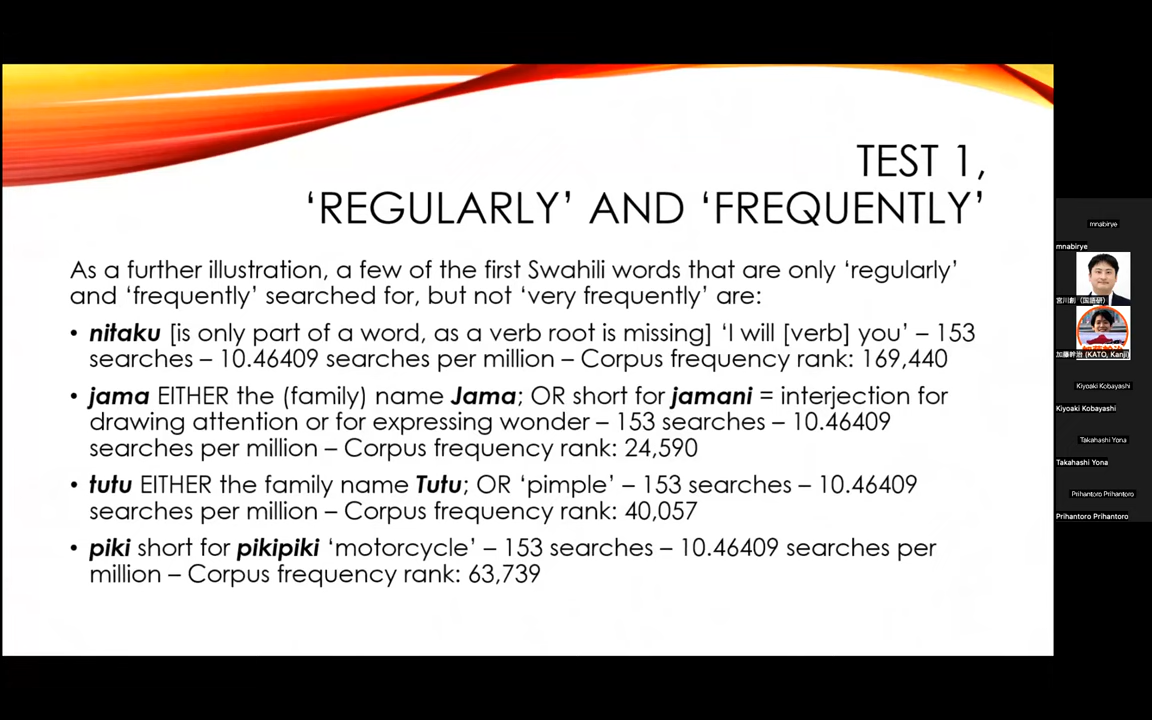 TEST 1,
‘REGULARLY’ AND ‘FREQUENTLY’
As a further illustration, a few of the first Swahili words that are only ‘regularly’
and ‘frequently’ searched for, but not ‘very frequently’ are:
• nitaku [is only part of a word, as a verb root is missing] ‘I will [verb] you’ – 153
searches – 10.46409 searches per million – Corpus frequency rank: 169,440
• jama EITHER the (family) name Jama; OR short for jamani = interjection for
drawing attention or for expressing wonder – 153 searches – 10.46409
searches per million – Corpus frequency rank: 24,590
• tutu EITHER the family name Tutu; OR ‘pimple’ – 153 searches – 10.46409
searches per million – Corpus frequency rank: 40,057
• piki short for pikipiki ‘motorcycle’ – 153 searches – 10.46409 searches per
million – Corpus frequency rank: 63,739
mnabirye
mnabirye
宮川創（国語研）
加藤幹治 (KATO, Kanji)
Kiyoaki Kobayashi
Kiyoaki Kobayashi
Takahashi Yona
Takahashi Yona
Prihantoro Prihantoro
Prihantoro Prihantoro